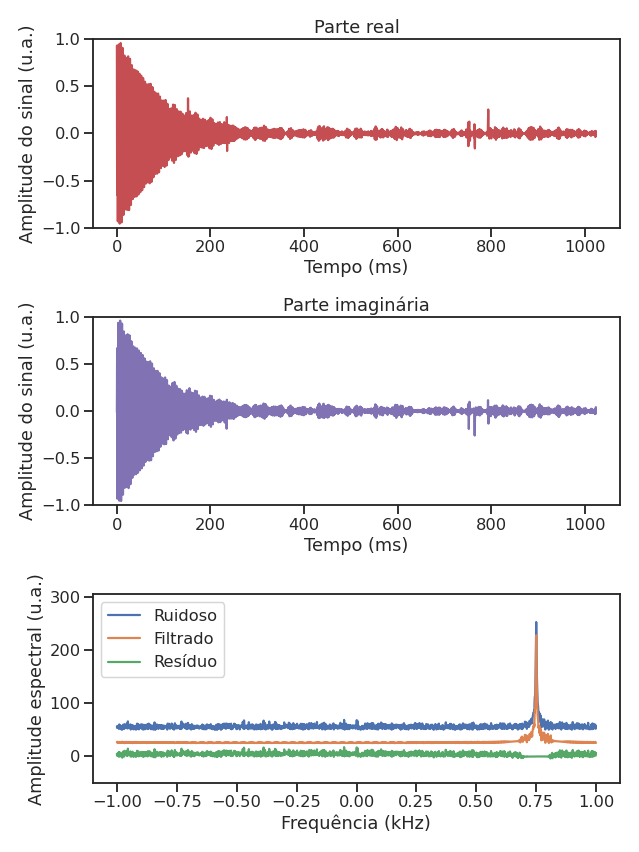 Parte real
Amplitude do sinal (u.a.)
1.0
0.5
0.0
−0.5
−1.0
0 200 400 600 800 1000
Tempo (ms)
Parte imaginária
Amplitude do sinal (u.a.)
1.0
0.5
0.0
−0.5
−1.0
0 200 400 600 800 1000
Tempo (ms)
Amplitude espectral (u.a.)
300
200
100
0
Ruidoso
Filtrado
Resíduo
−1.00 −0.75 −0.50 −0.25 0.00 0.25 0.50 0.75 1.00
Frequência (kHz)